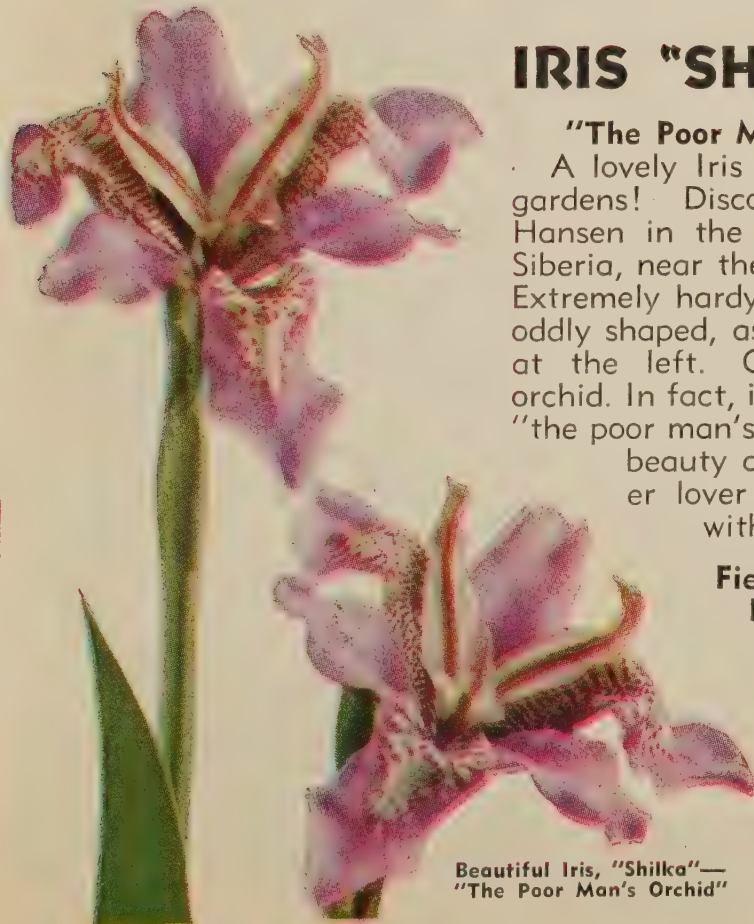 IRIS "SH
"The Poor M
A lovely Iris
gardens! Disco
Hansen in the
Siberia, near the
Extremely hardy
oddly shaped, as
at the left. C
orchid. In fact, i
"the poor man's
beauty o
er lover
with
Fie
Beautiful Iris, "Shilka"—
"The Poor Man's Orchid"